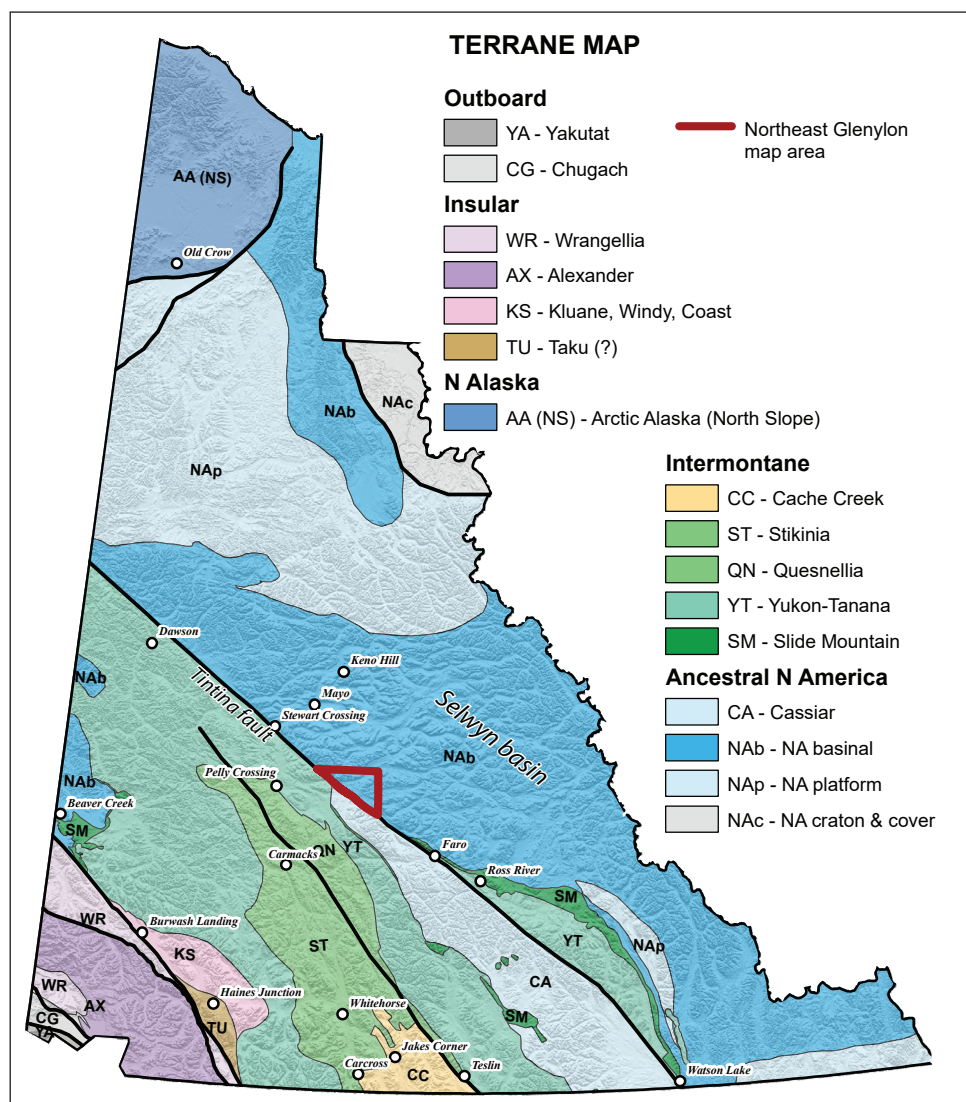 TERRANE MAP
Outboard
YA - Yakutat
CG - Chugach
Northeast Glenylon
map area
Insular
WR - Wrangellia
AX - Alexander
KS - Kluane, Windy, Coast
TU - Taku (?)
N Alaska
AA (NS) - Arctic Alaska (North Slope)
Intermontane
CC - Cache Creek
ST - Stikinia
QN - Quesnellia
YT - Yukon-Tanana
SM - Slide Mountain
Ancestral N America
CA - Cassiar
NAb - NA basinal
NAp - NA platform
NAc - NA craton & cover
AA (NS)
Old Crow
NAb
NAc
NAp
Dawson
Keno Hill
Mayo
Stewart Crossing
Tintina fault
Selwyn basin
NAb
NAb
NAb
Pelly Crossing
Beaver Creek
SM
Carmacks
QN
YT
Faro
Ross River
SM
WR
Burwash Landing
KS
ST
YT
NAp
CA
WR
AX
Haines Junction
CG
YA
TU
Whitehorse
SM
Jakes Corner
Carcross
CC
Teslin
Watson Lake